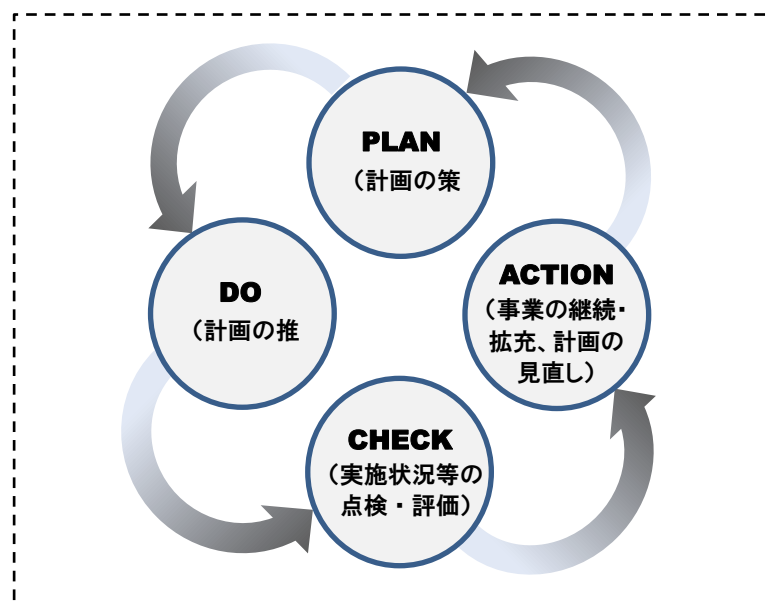 PLAN
（計画の策
DO
（計画の推
ACTION
（事業の継続・
拡充、計画の
見直し）
CHECK
（実施状況等の
点検・評価）